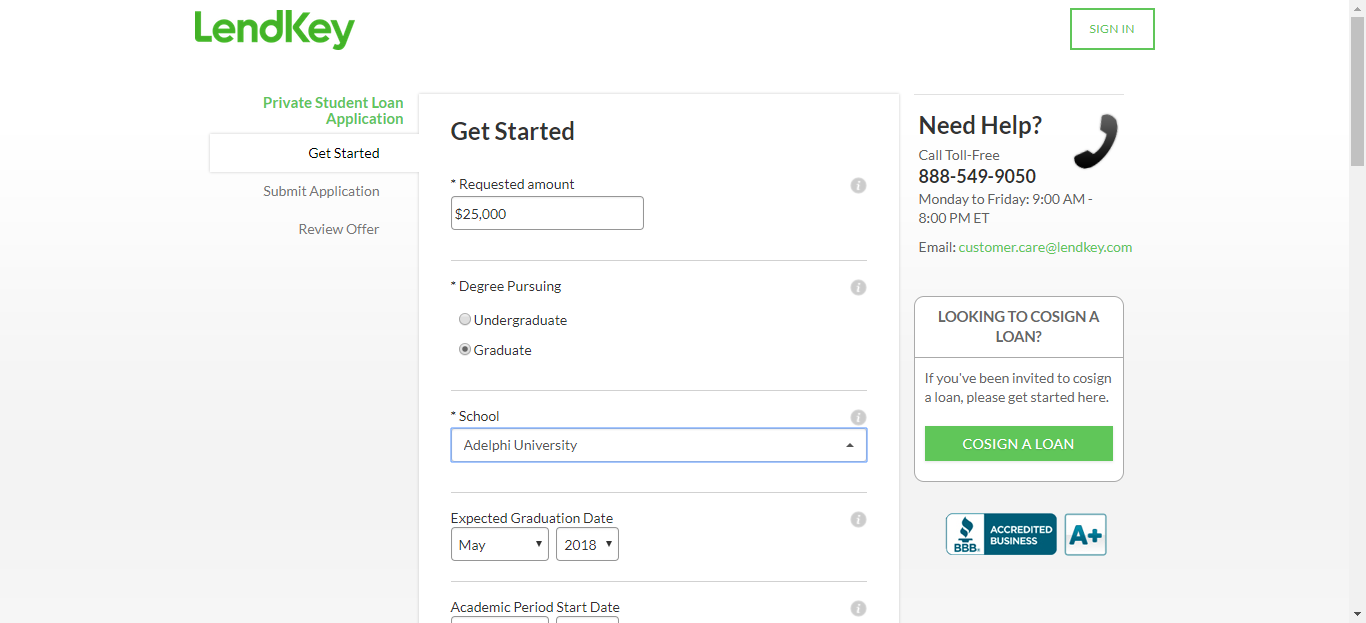 LendKey
SIGN IN
Private Student Loan
Application
Get Started
Submit Application
Review Offer
Get Started
* Requested amount
$25,000
* Degree Pursuing
Undergraduate
Graduate
* School
Adelphi University
Expected Graduation Date
May
2018
Academic Period Start Date
Need Help?
Call Toll-Free
888-549-9050
Monday to Friday: 9:00 AM -
8:00 PM ET
Email: customer.care@lendkey.com
LOOKING TO COSIGN A
LOAN?
If you've been invited to cosign
a loan, please get started here.
COSIGN A LOAN
BBB.
ACCREDITED
BUSINESS
A+